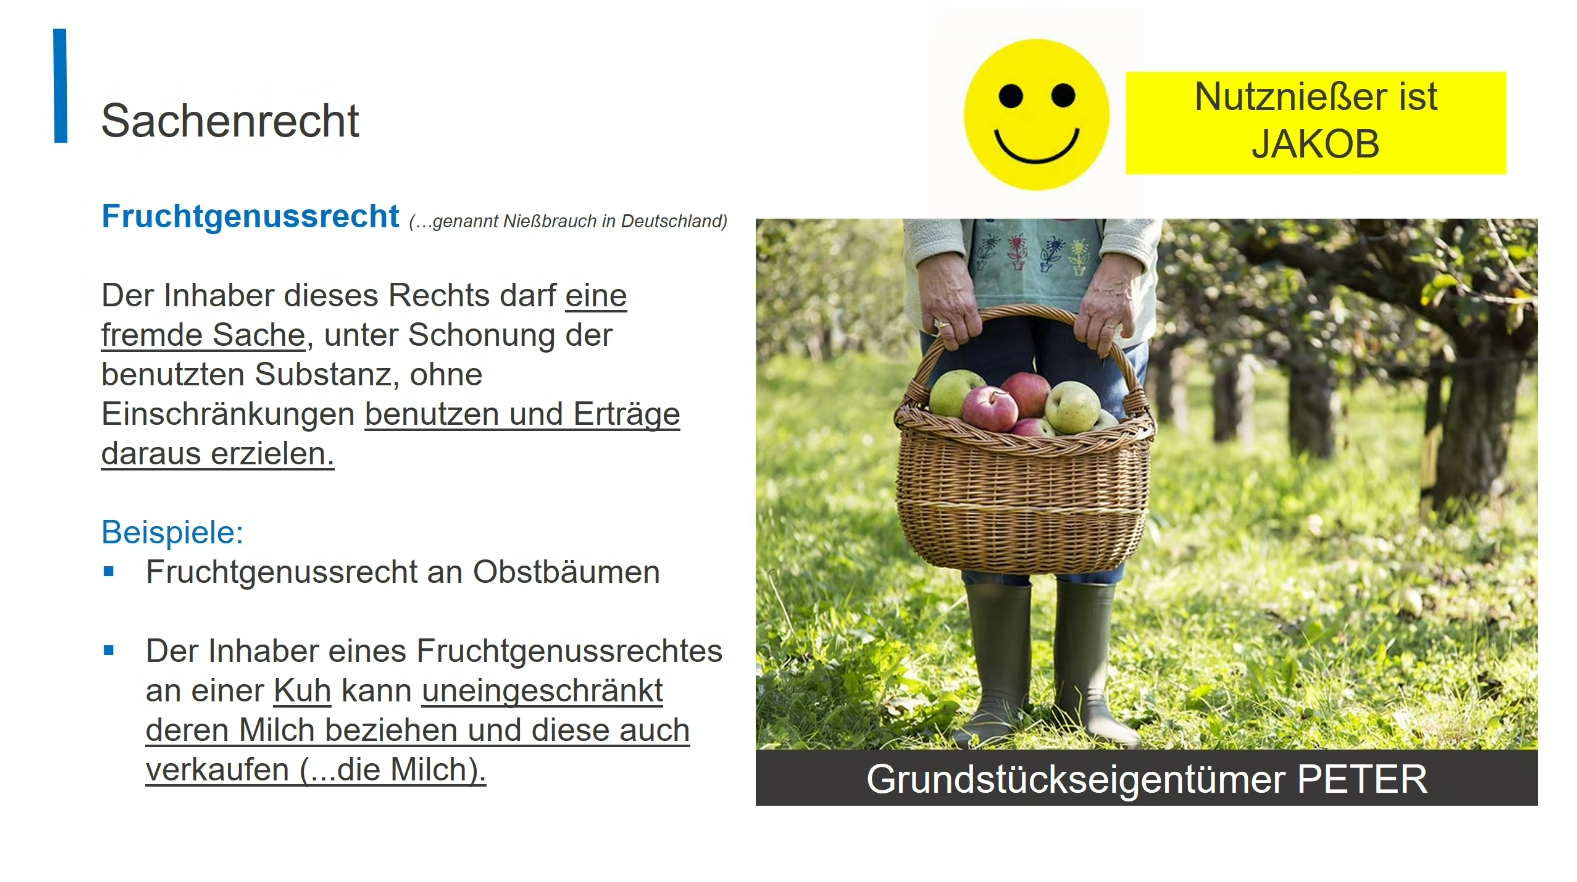 Sachenrecht
Nutznießer ist
JAKOB
Fruchtgenussrecht (…genannt Nießbrauch in Deutschland)
Der Inhaber dieses Rechts darf eine
fremde Sache, unter Schonung der
benutzten Substanz, ohne
Einschränkungen benutzen und Erträge
daraus erzielen.
Beispiele:
▪ Fruchtgenussrecht an Obstbäumen
▪ Der Inhaber eines Fruchtgenussrechtes
an einer Kuh kann uneingeschränkt
deren Milch beziehen und diese auch
verkaufen (...die Milch).
Grundstückseigentümer PETER